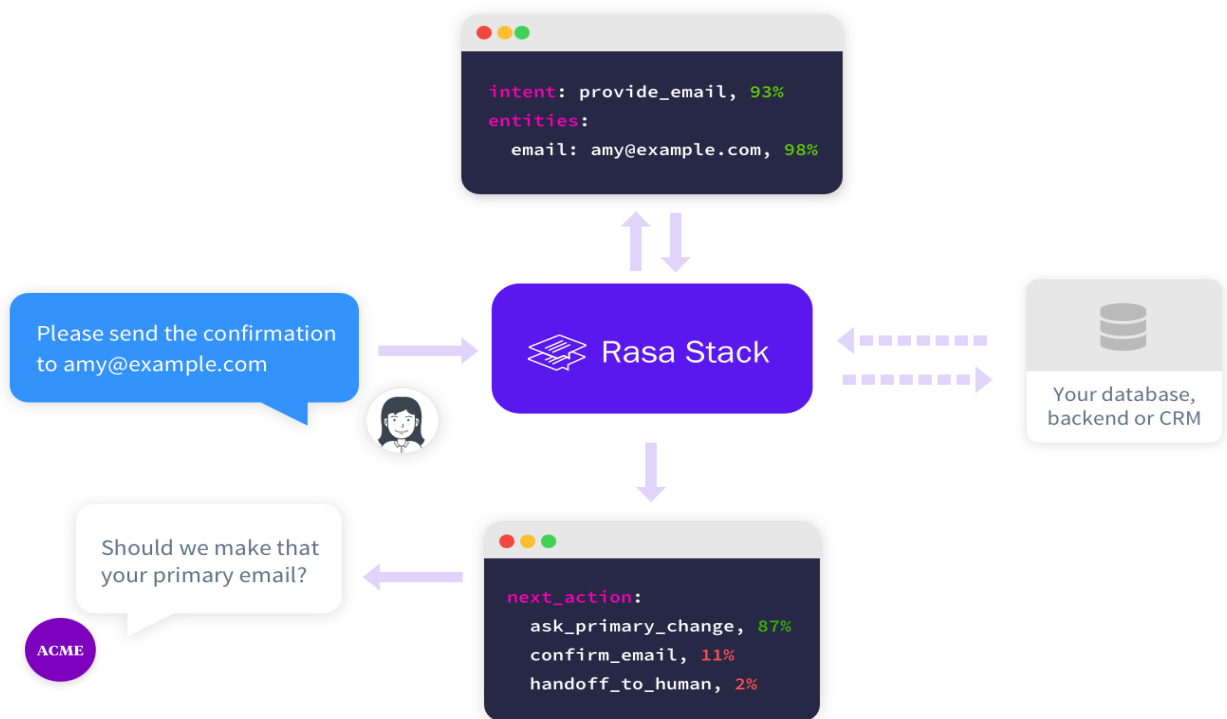 intent: provide_email, 93%
entities:
email: amy@example.com, 98%
Please send the confirmation
to amy@example.com
Rasa Stack
Your database,
backend or CRM
Should we make that
your primary email?
ACME
next_action:
ask_primary_change, 87%
confirm_email, 11%
handoff_to_human, 2%